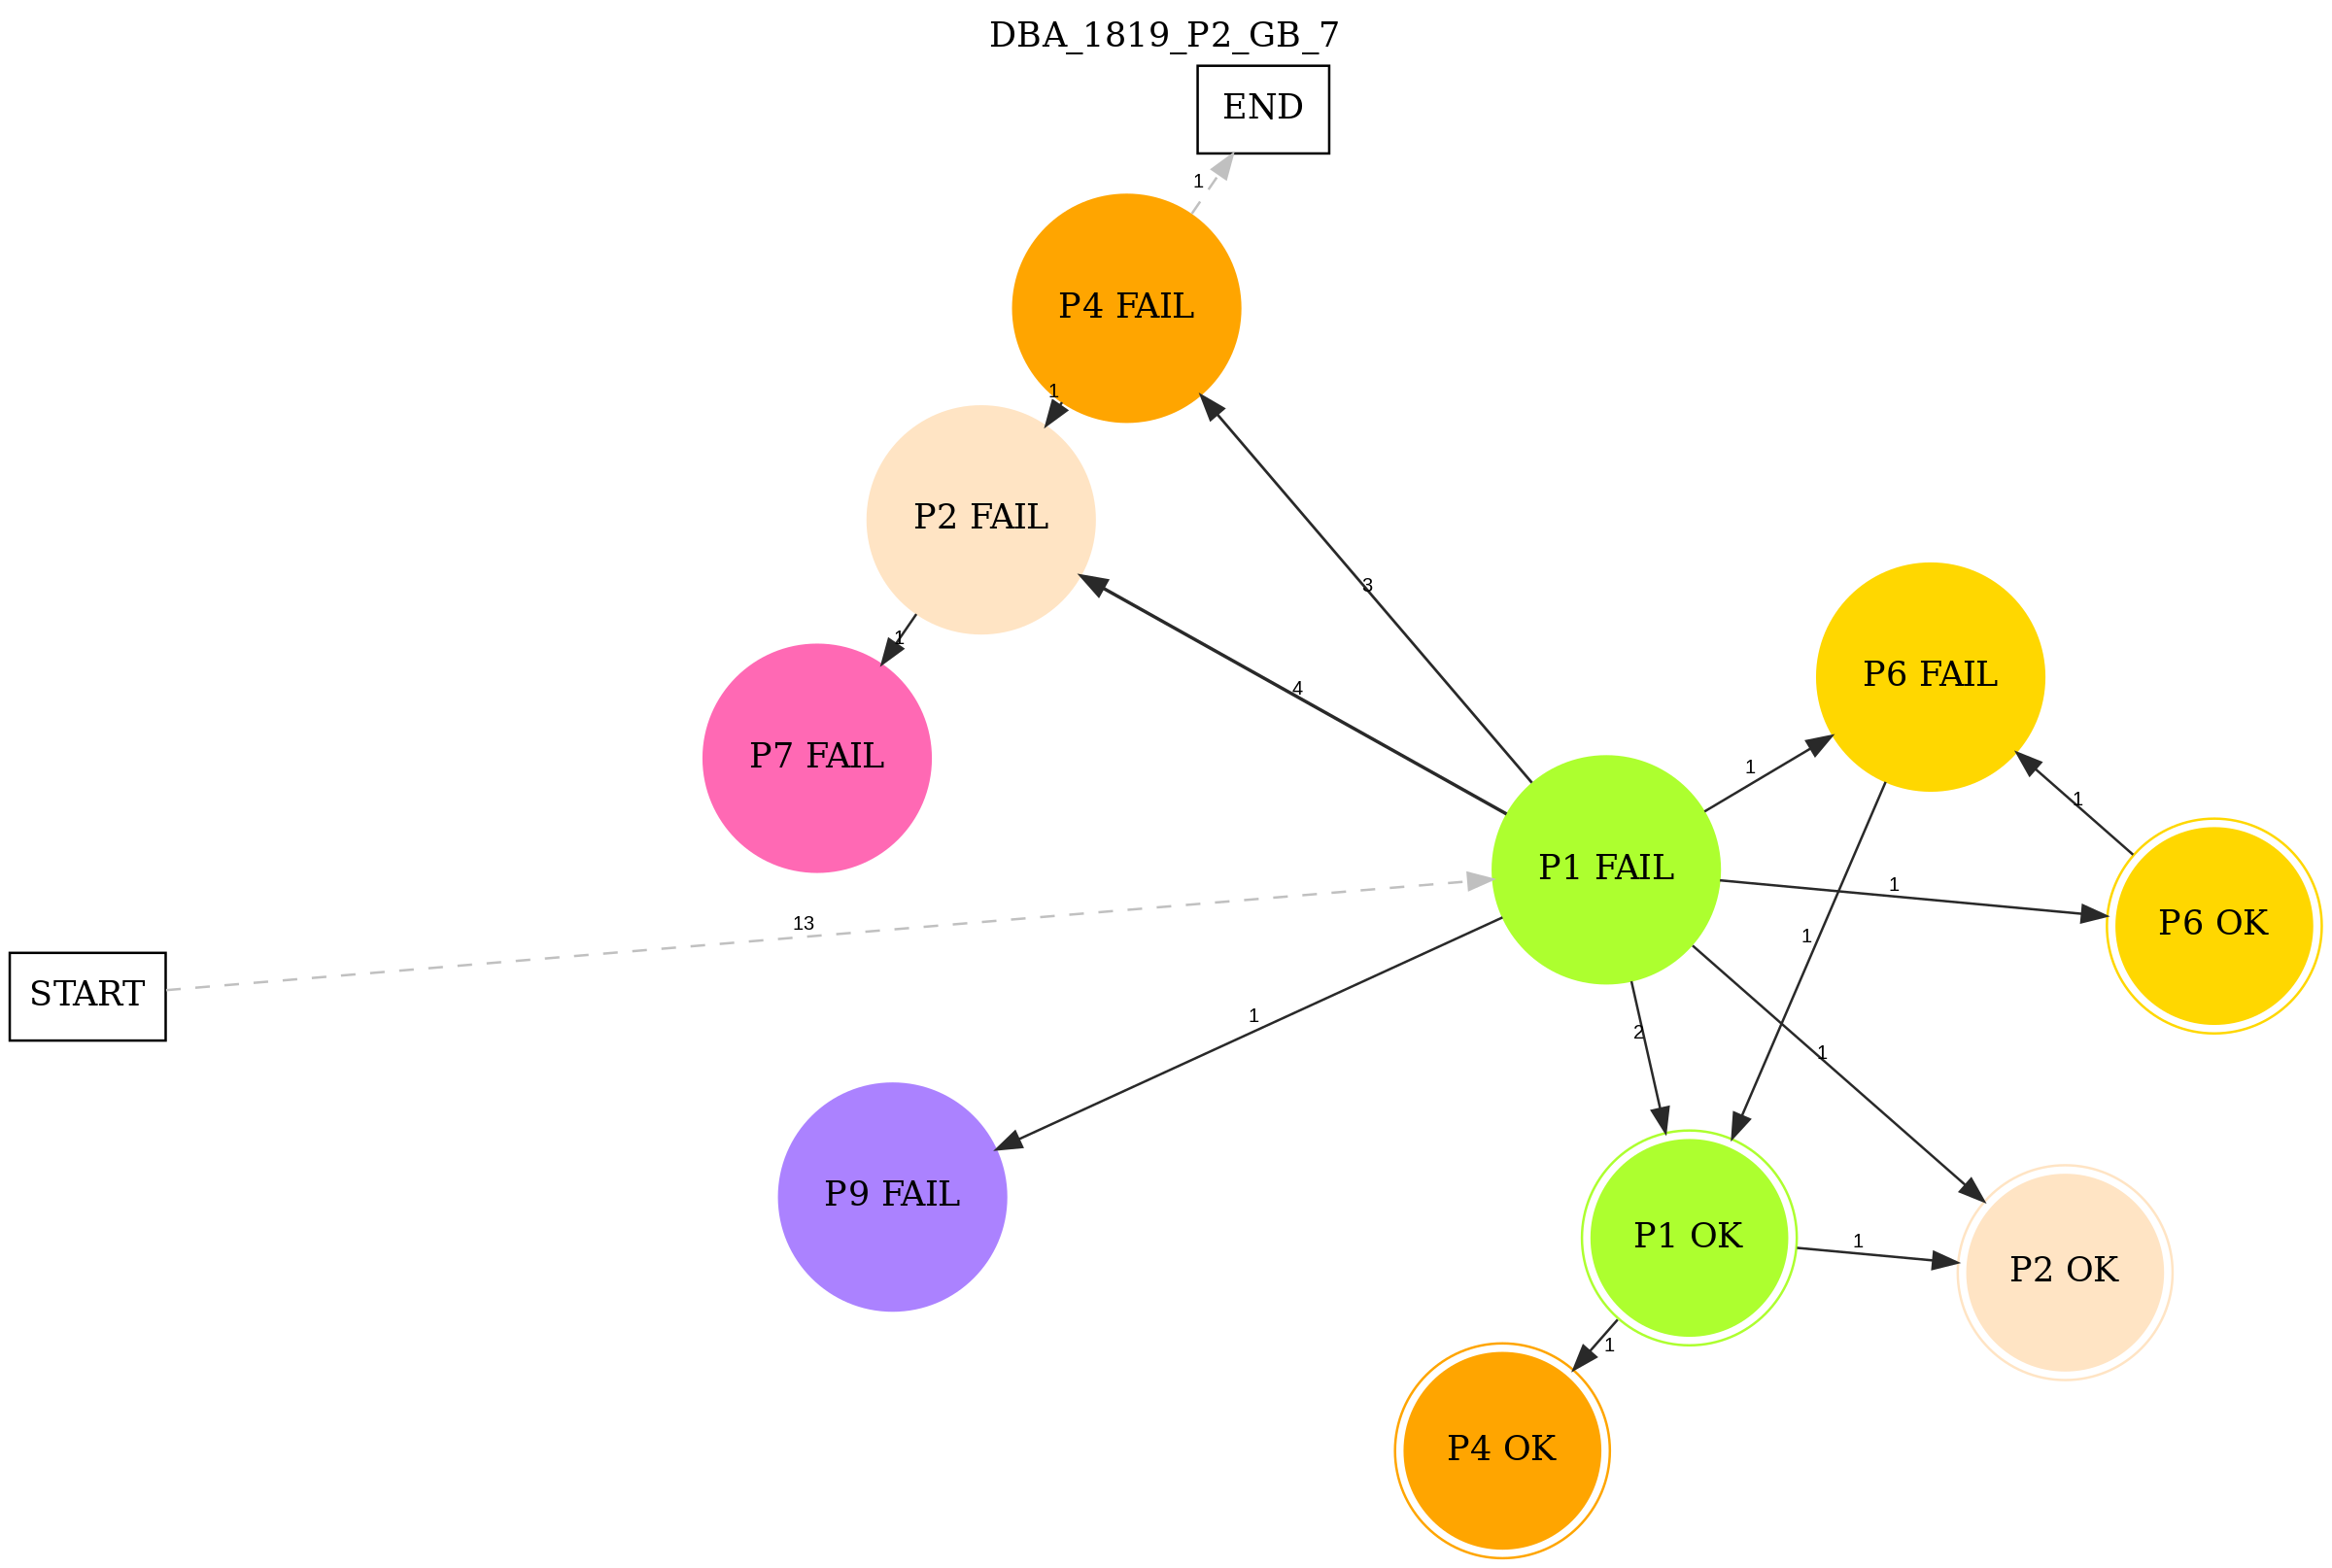 DBA_1819_P2_GB_7
END
1
P4 FAIL
1
P2 FAIL
3
1
P6 FAIL
4
P7 FAIL
1
1
P1 FAIL
1
P6 OK
13
1
START
1
2
1
P9 FAIL
P1 OK
1
P2 OK
1
P4 OK